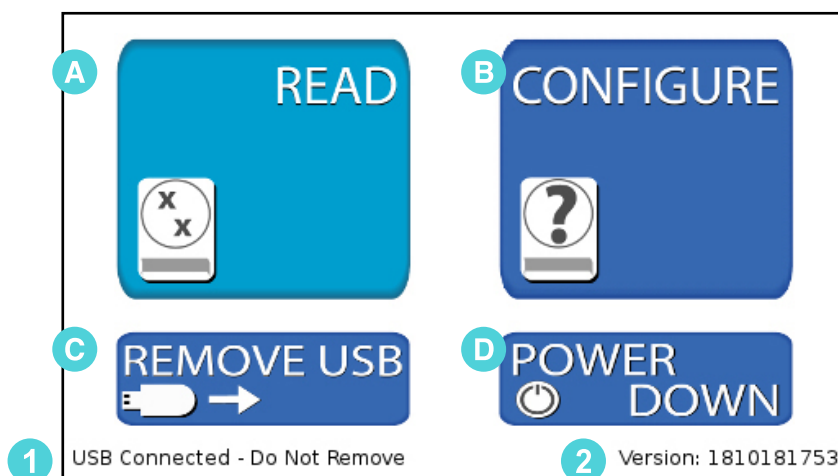 A READ
B CONFIGURE
x
x
?
C REMOVE USB
D POWER
DOWN
1 USB Connected - Do Not Remove
2 Version: 1810181753